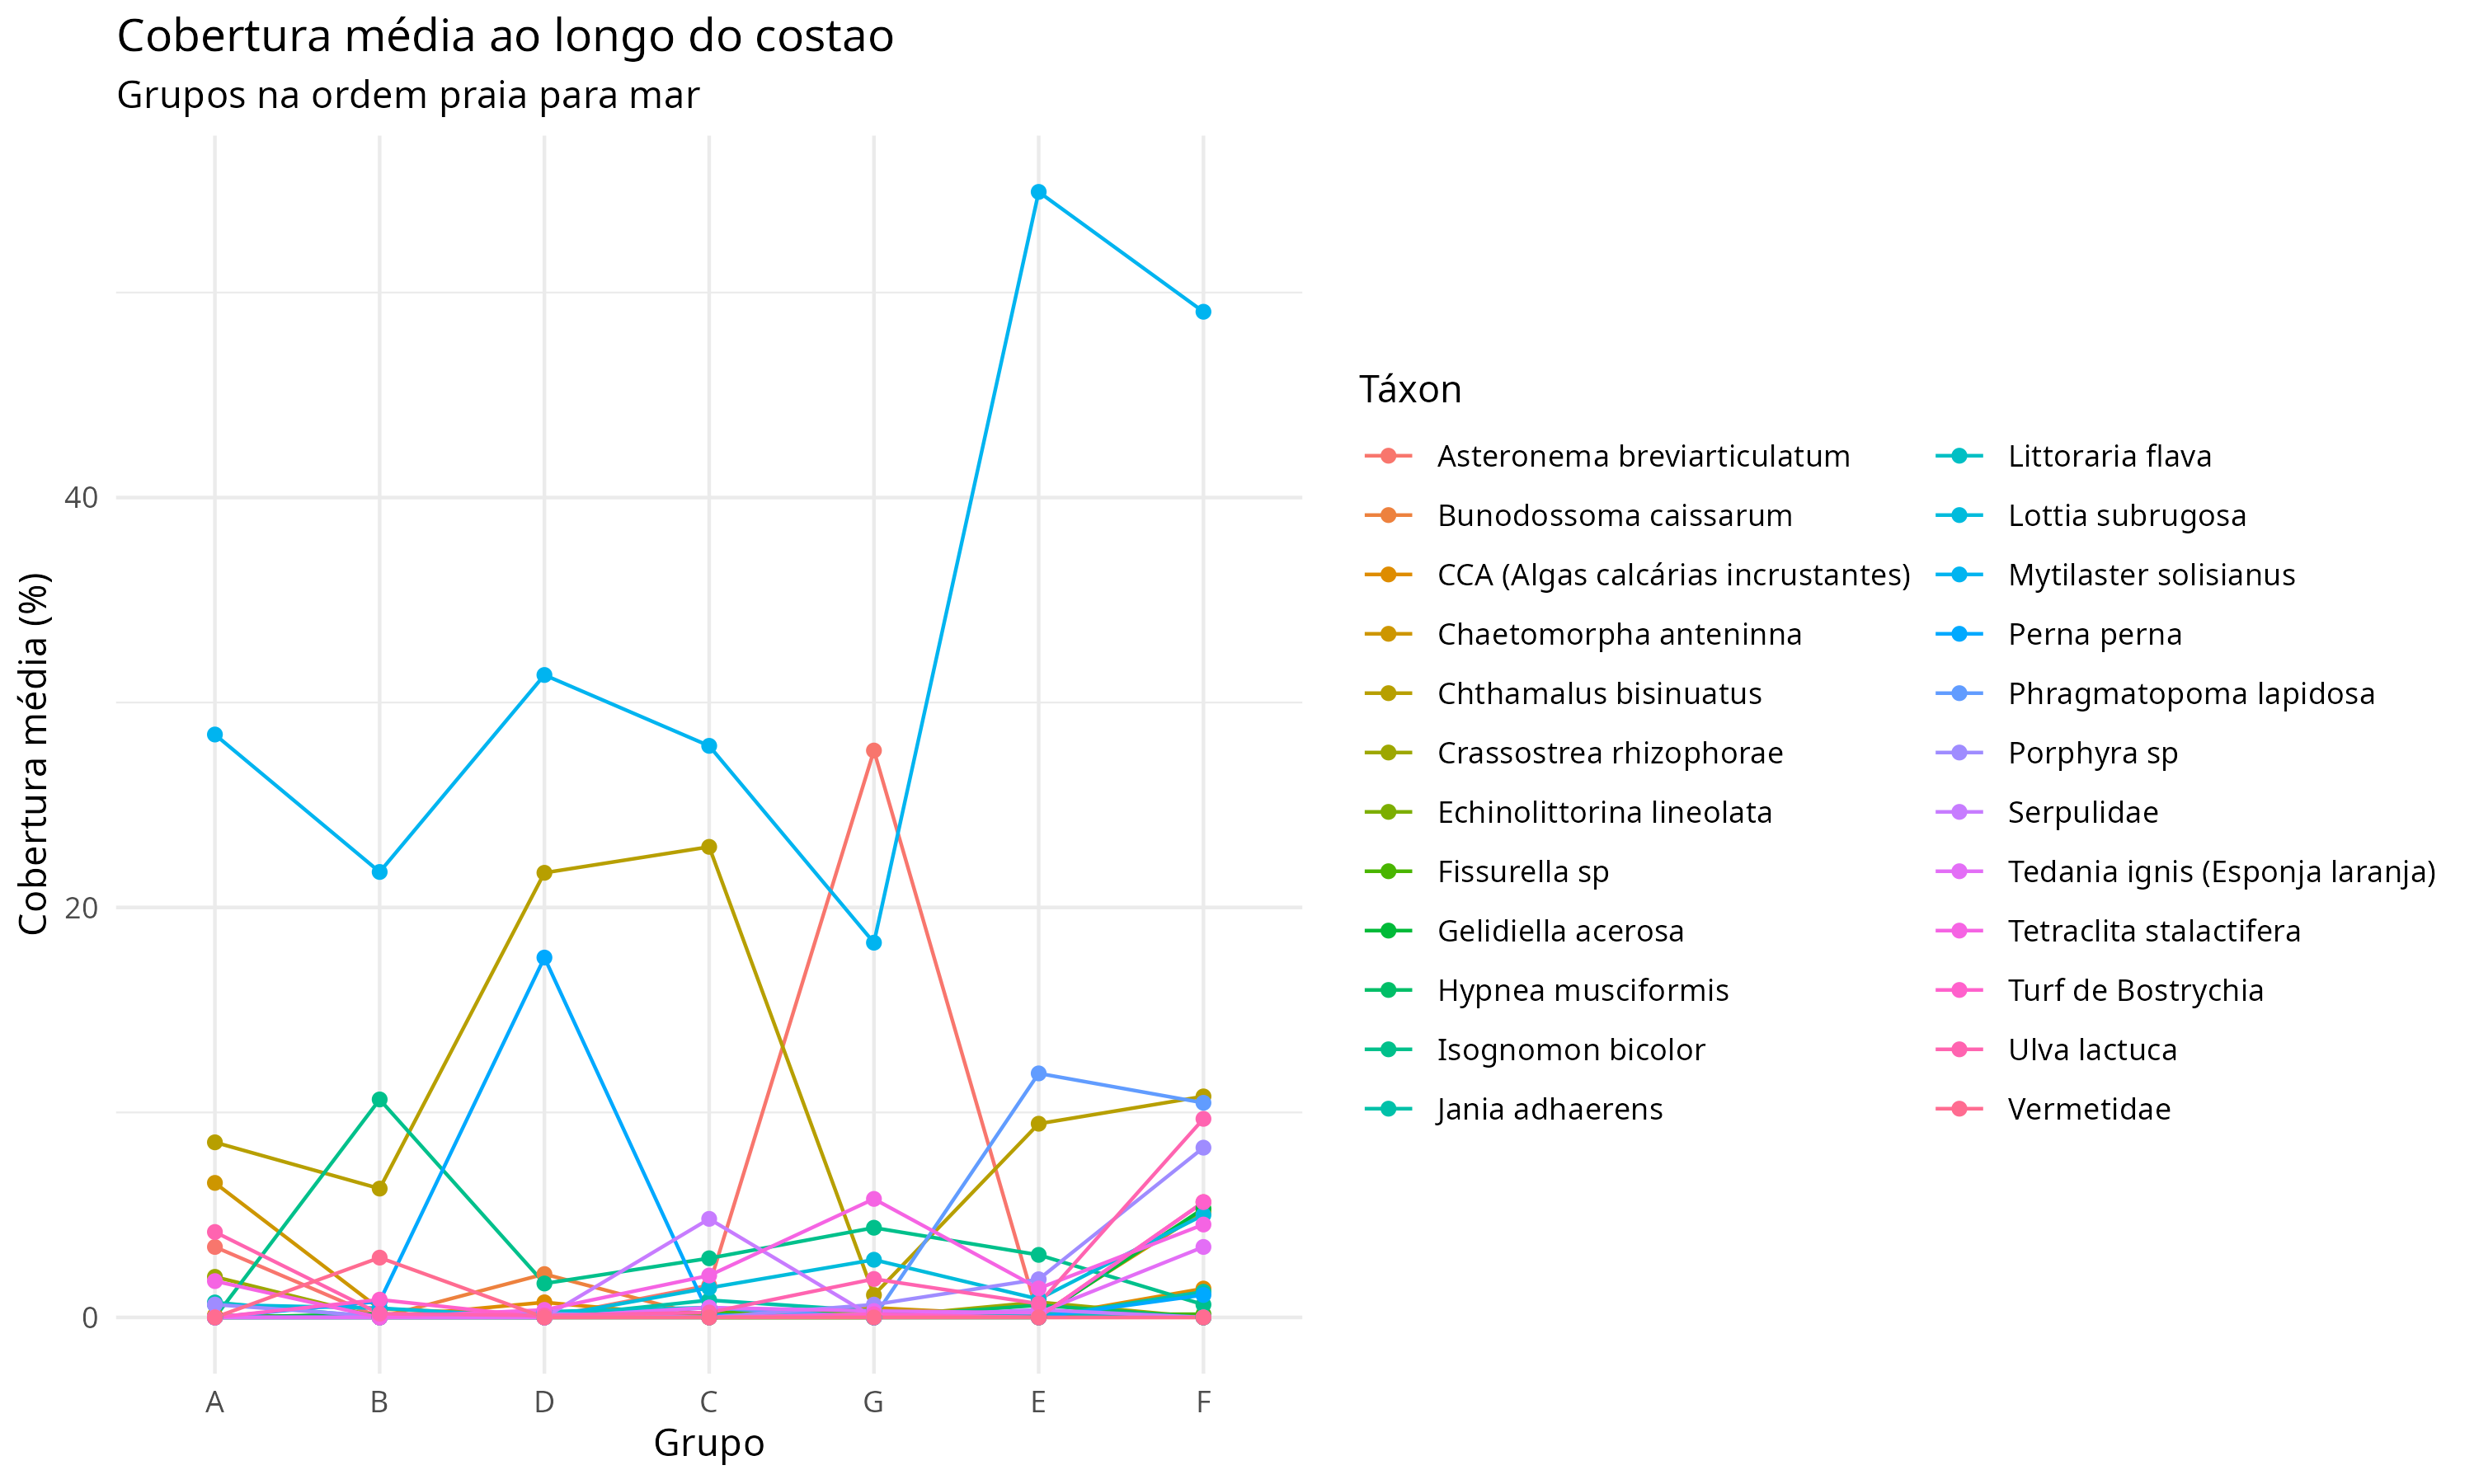 Cobertura média ao longo do costao
Grupos na ordem praia para mar
Cobertura média (%)
40
20
0
A B D C G E F
Grupo
Táxon
Asteronema breviarticulatum
Bunodossoma caissarum
CCA (Algas calcárias incrustantes)
Chaetomorpha anteninna
Chthamalus bisinuatus
Crassostrea rhizophorae
Echinolittorina lineolata
Fissurella sp
Gelidiella acerosa
Hypnea musciformis
Isognomon bicolor
Jania adhaerens
Littoraria flava
Lottia subrugosa
Mytilaster solisianus
Perna perna
Phragmatopoma lapidosa
Porphyra sp
Serpulidae
Tedania ignis (Esponja laranja)
Tetraclita stalactifera
Turf de Bostrychia
Ulva lactuca
Vermetidae